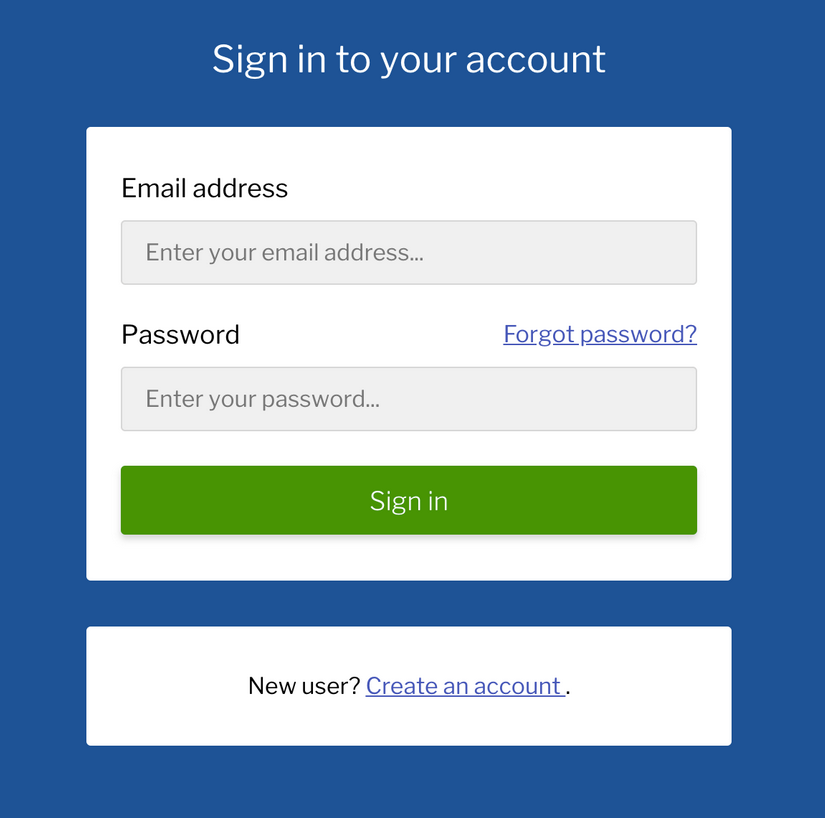 Sign in to your account
Email address
Enter your email address...
Password Forgot password?
Enter your password...
Sign in
New user? Create an account .